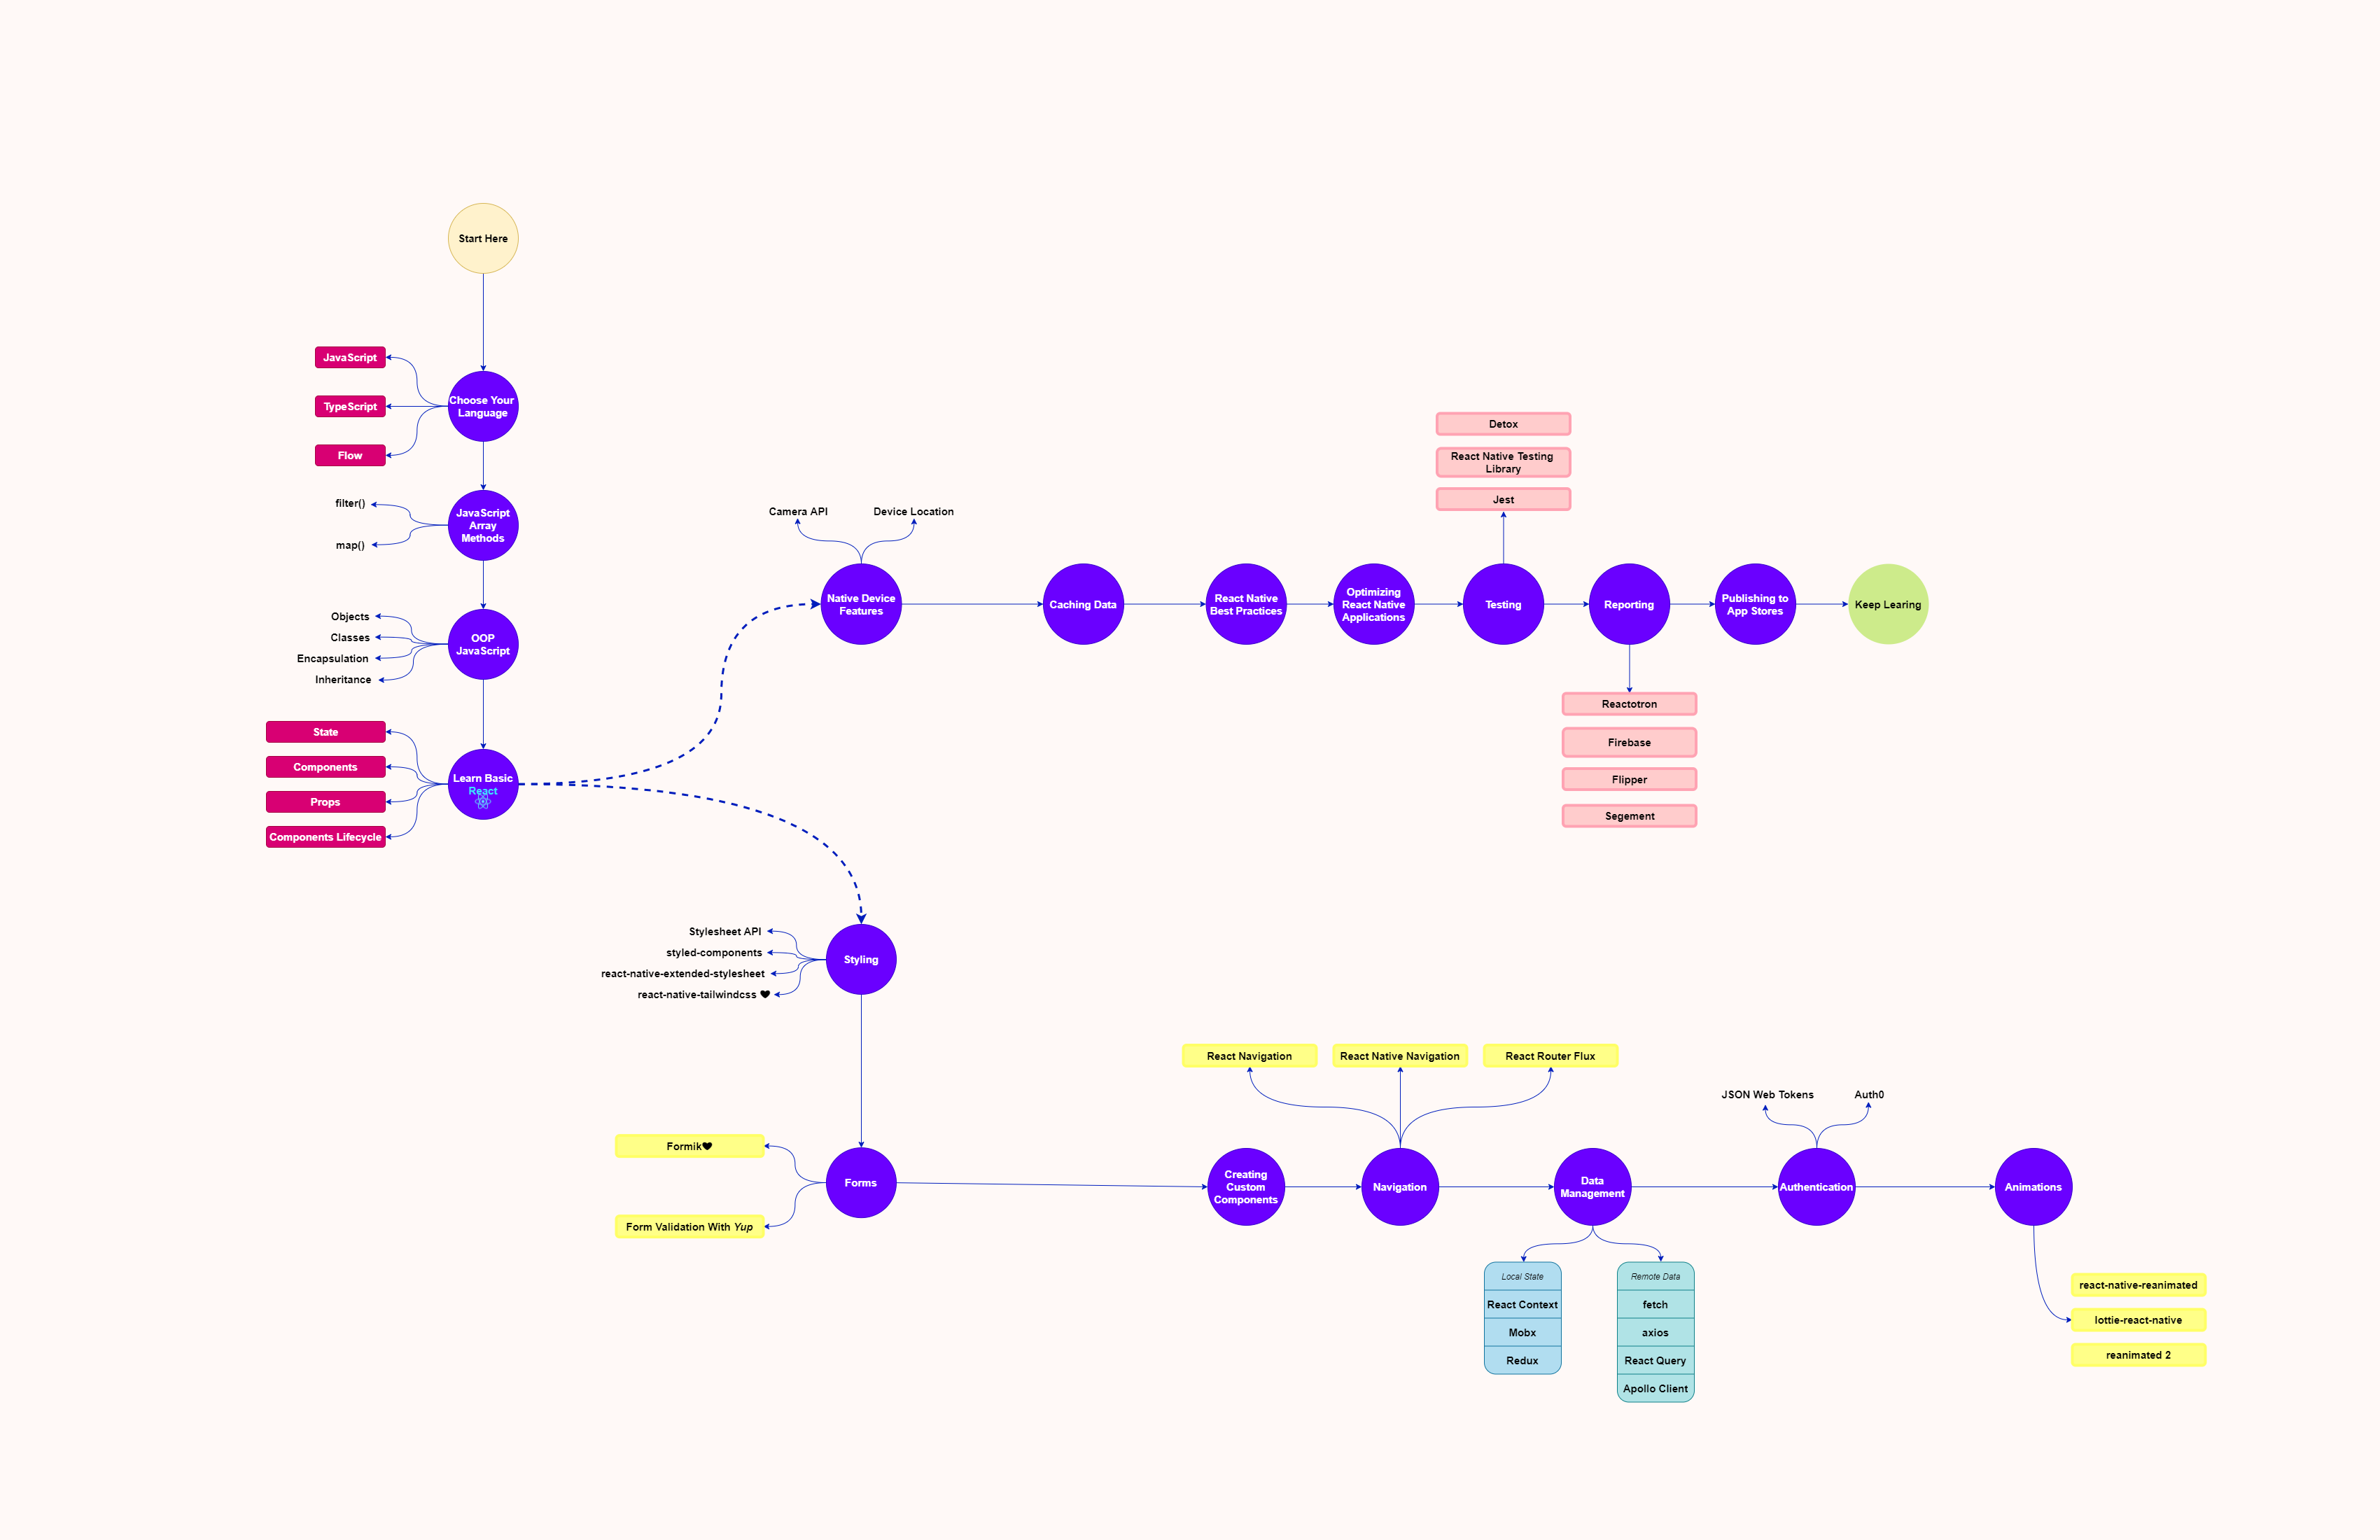 Start Here
JavaScript
Choose Your
Language
TypeScript
Flow
filter()
JavaScript
Array
Methods
map()
Objects
OOP
JavaScript
Classes
Encapsulation
Inheritance
State
Components
Learn Basic
React
Props
Components Lifecycle
Camera API
Device Location
Native Device
Features
Caching Data
React Native
Best Practices
Optimizing
React Native
Applications
Detox
React Native Testing
Library
Jest
Testing
Reporting
Reactotron
Firebase
Flipper
Segement
Publishing to
App Stores
Keep Learing
Stylesheet API
styled-components
react-native-extended-stylesheet
react-native-tailwindcss 🖤
Styling
Formik🖤
Forms
Form Validation With Yup
Creating
Custom
Components
React Navigation
React Native Navigation
React Router Flux
Navigation
Data
Management
Local State
React Context
Mobx
Redux
Remote Data
fetch
axios
React Query
Apollo Client
JSON Web Tokens
Auth0
Authentication
Animations
react-native-reanimated
lottie-react-native
reanimated 2